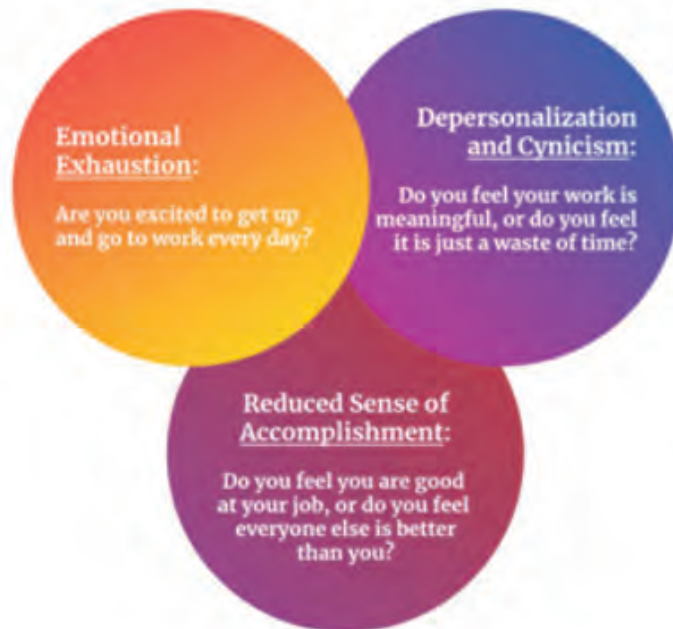 Emotional
Exhaustion:
Are you excited to get up
and go to work every day?
Depersonalization
and Cynicism:
Do you feel your work is
meaningful, or do you feel
it is just a waste of time?
Reduced Sense of
Accomplishment:
Do you feel you are good
at your job, or do you feel
everyone else is better
than you?